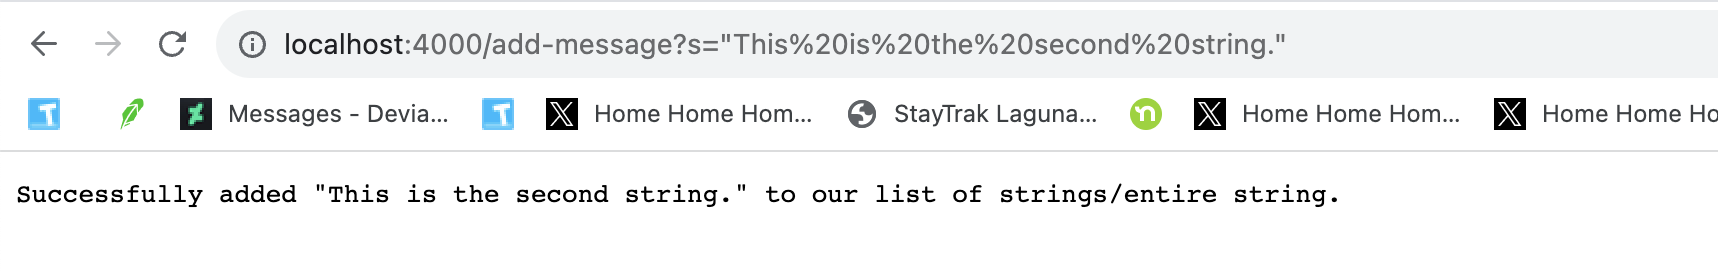 localhost:4000/add-message?s="This%20is%20the%20second%20string."
Messages - Devia... Home Home Hom... StayTrak Laguna... Home Home Hom... Home Home Ho
Successfully added "This is the second string." to our list of strings/entire string.